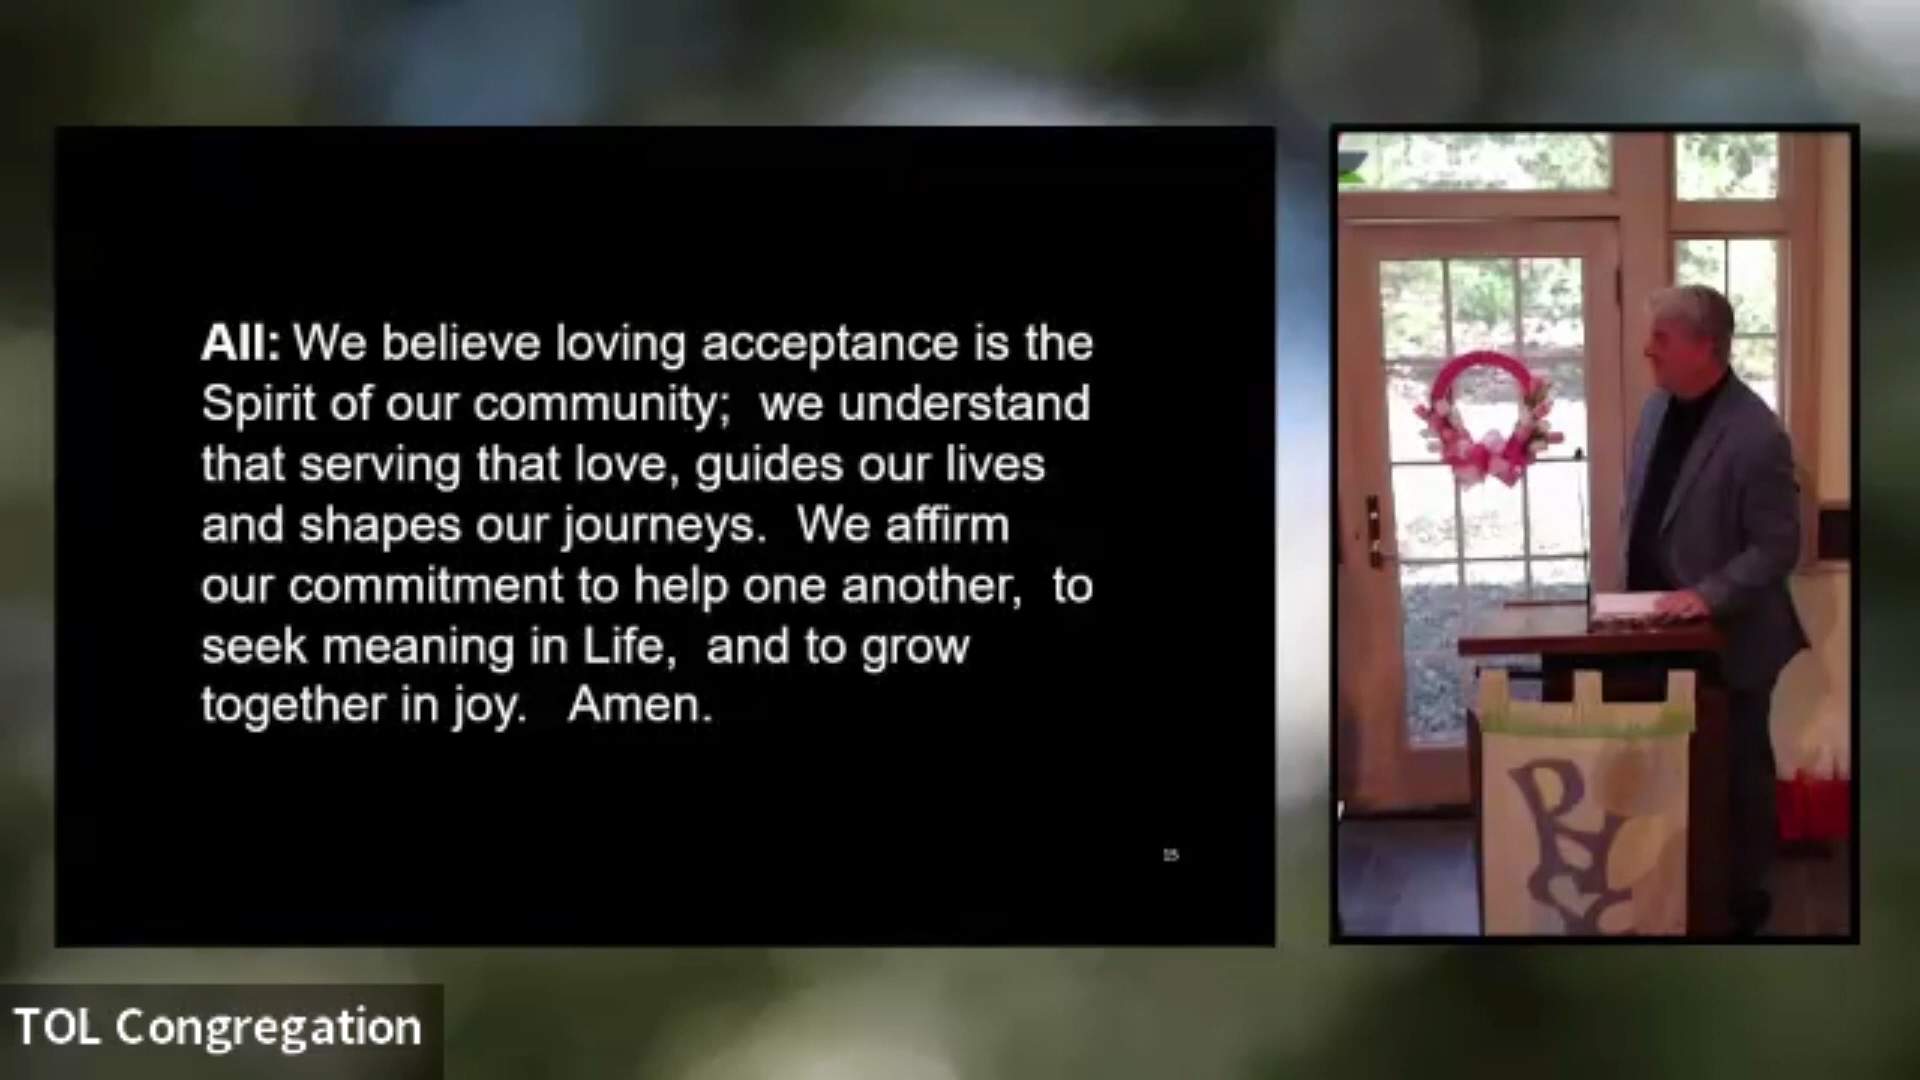 All: We believe loving acceptance is the
Spirit of our community;  we understand
that serving that love, guides our lives
and shapes our journeys.  We affirm
our commitment to help one another,  to
seek meaning in Life,  and to grow
together in joy.   Amen.
15
TOL Congregation